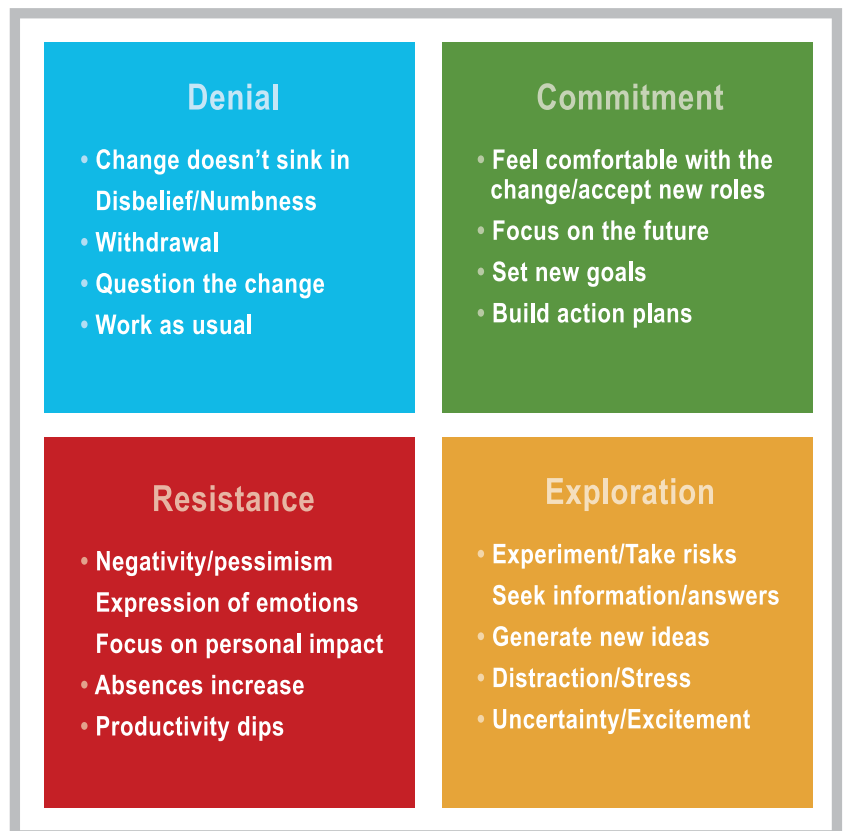 Denial
• Change doesn’t sink in
Disbelief/Numbness
• Withdrawal
• Question the change
• Work as usual
Commitment
• Feel comfortable with the
change/accept new roles
• Focus on the future
• Set new goals
• Build action plans
Resistance
• Negativity/pessimism
Expression of emotions
Focus on personal impact
• Absences increase
• Productivity dips
Exploration
• Experiment/Take risks
Seek information/answers
• Generate new ideas
• Distraction/Stress
• Uncertainty/Excitement